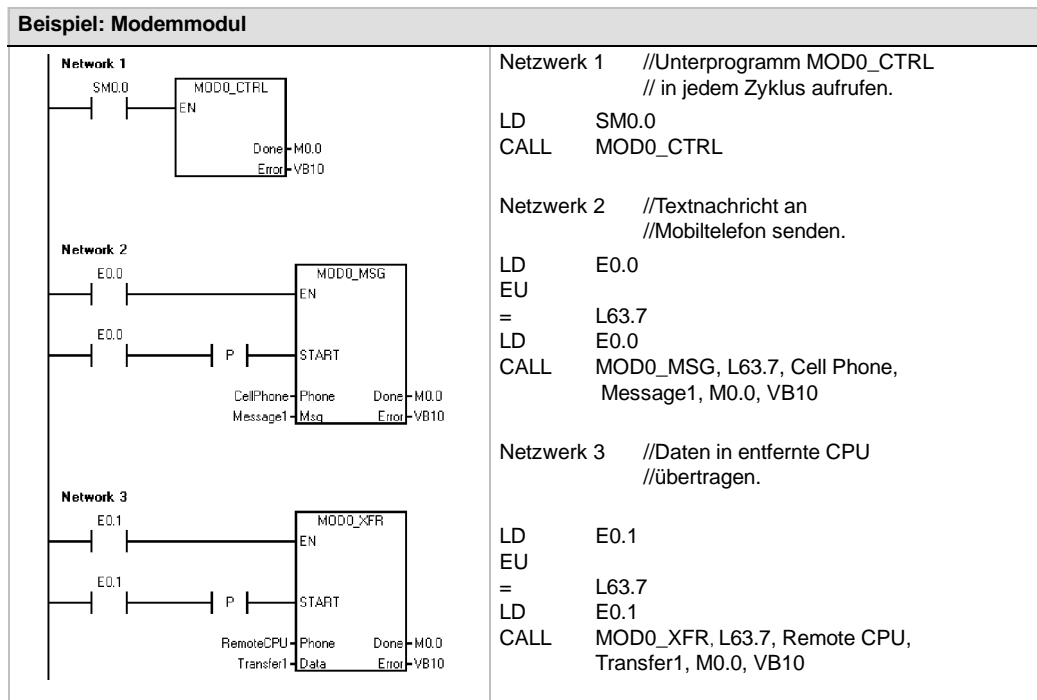 Beispiel: Modemmodul
Network 1
SM0.0
MOD0_CTRL
EN
Done M0.0
Error VB10
Network 2
E0.0
MOD0_MSG
EN
E0.0
P
START
CellPhone Phone Done M0.0
Message1 Msg Error VB10
Network 3
E0.1
MOD0_XFR
EN
E0.1
P
START
RemoteCPU Phone Done M0.0
Transfer1 Data Error VB10
Netzwerk 1 //Unterprogramm MOD0_CTRL
// in jedem Zyklus aufrufen.
LD SM0.0
CALL MOD0_CTRL
Netzwerk 2 //Textnachricht an
//Mobiltelefon senden.
LD E0.0
EU
= L63.7
LD E0.0
CALL MOD0_MSG, L63.7, Cell Phone,
Message1, M0.0, VB10
Netzwerk 3 //Daten in entfernte CPU
//übertragen.
LD E0.1
EU
= L63.7
LD E0.1
CALL MOD0_XFR, L63.7, Remote CPU,
Transfer1, M0.0, VB10